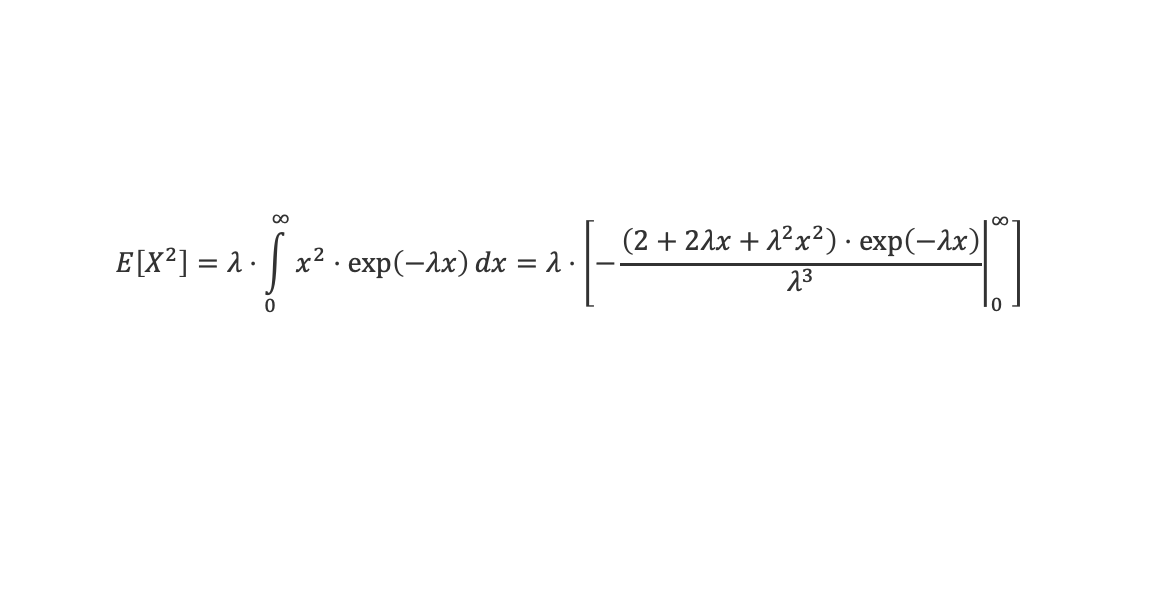 E[X²] = λ · ∫₀^∞ x² · exp(−λx) dx = λ · [−((2 + 2λx + λ²x²) · exp(−λx))/λ³ |₀^∞]